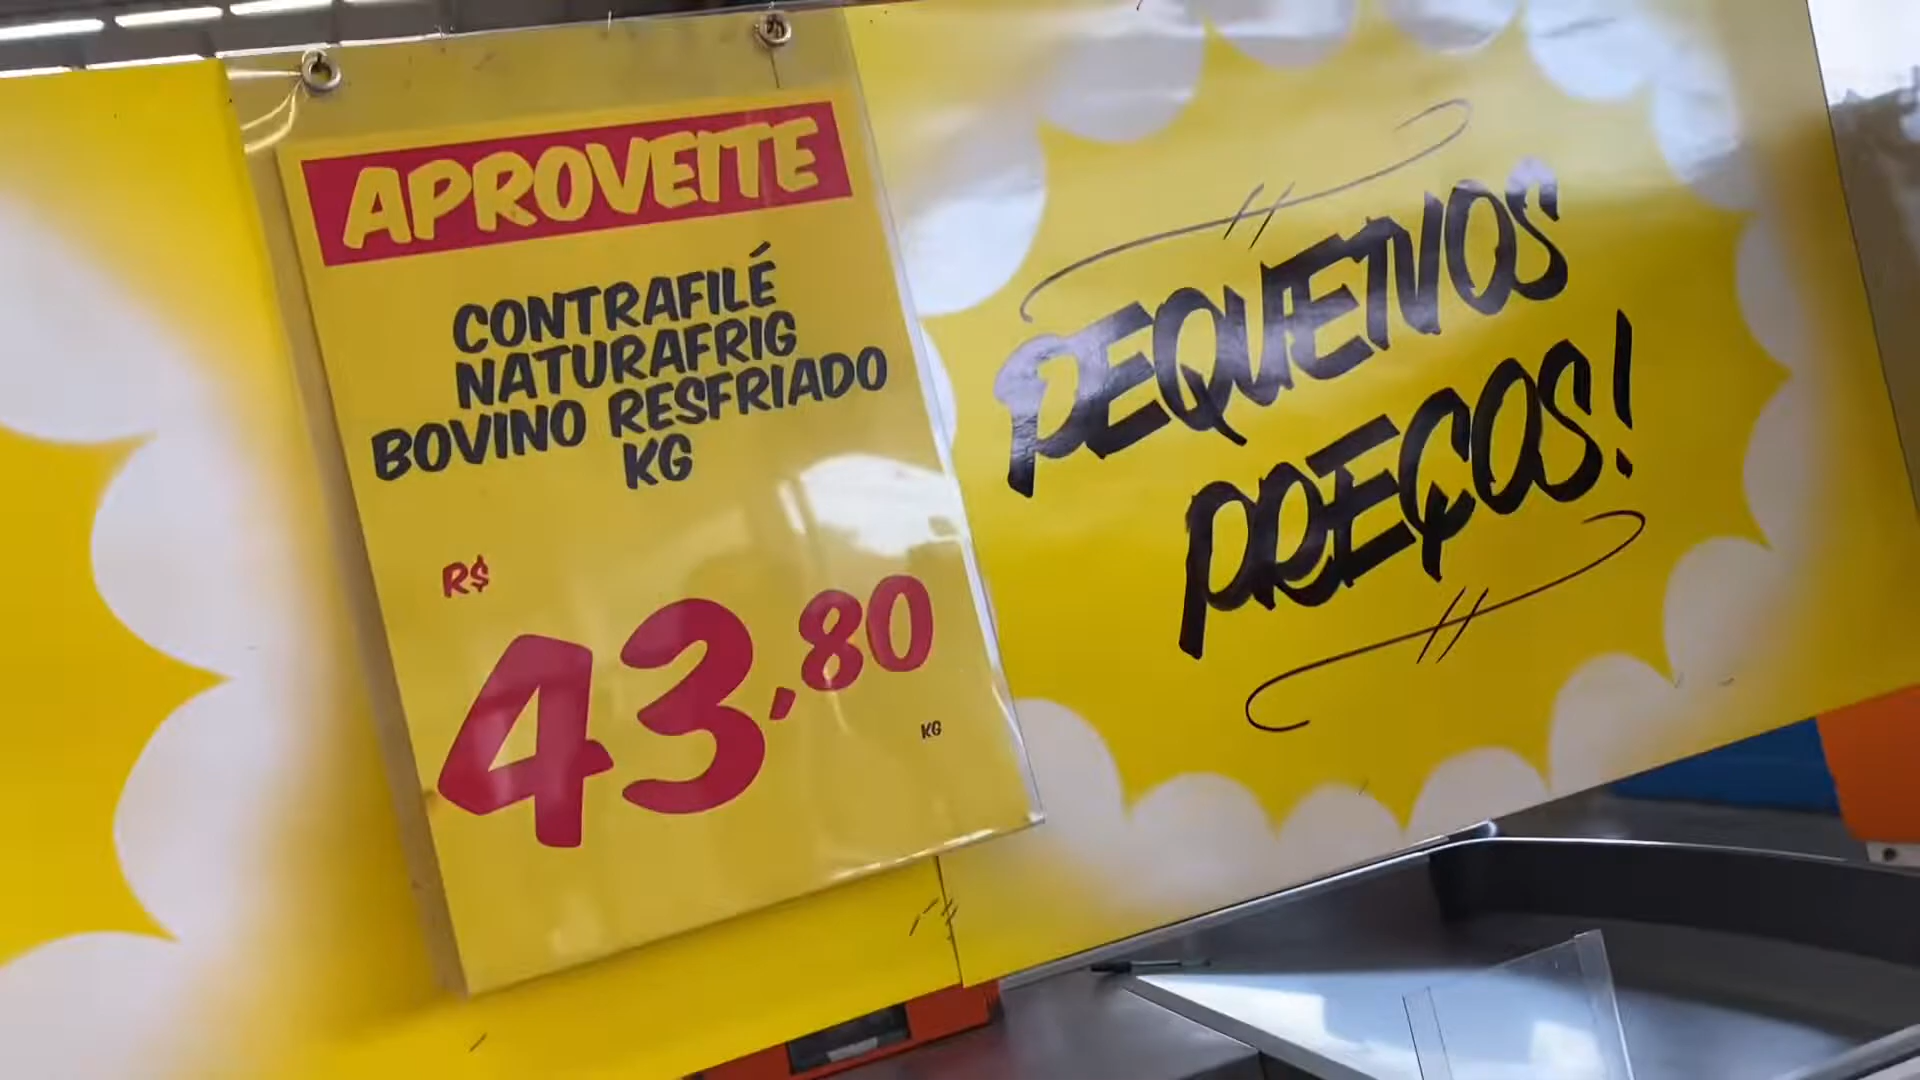 APROVEITE
CONTRAFILÉ
NATURAFRIG
BOVINO RESFRIADO
KG
R$
43,80
KG
PEQUENOS
PREÇOS!